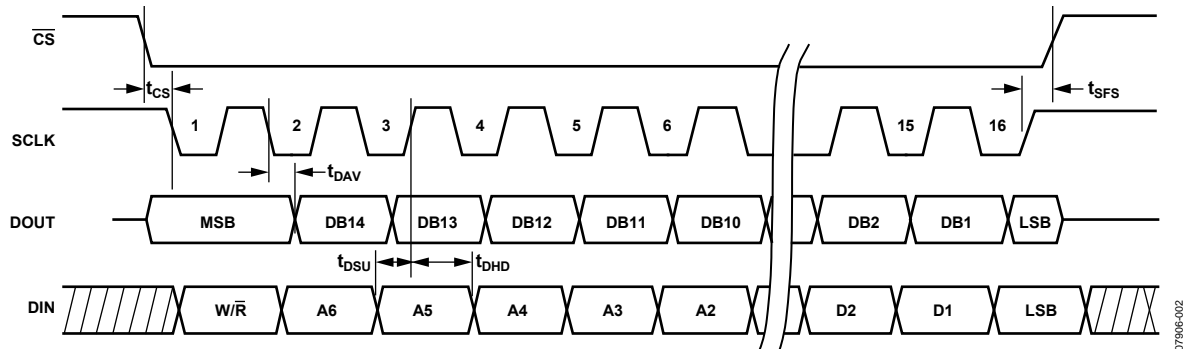 CS
tCS
tSFS
SCLK 1 2 3 4 5 6 15 16
tDAV
DOUT MSB DB14 DB13 DB12 DB11 DB10 DB2 DB1 LSB
tDSU tDHD
DIN W/R A6 A5 A4 A3 A2 D2 D1 LSB
07906-002